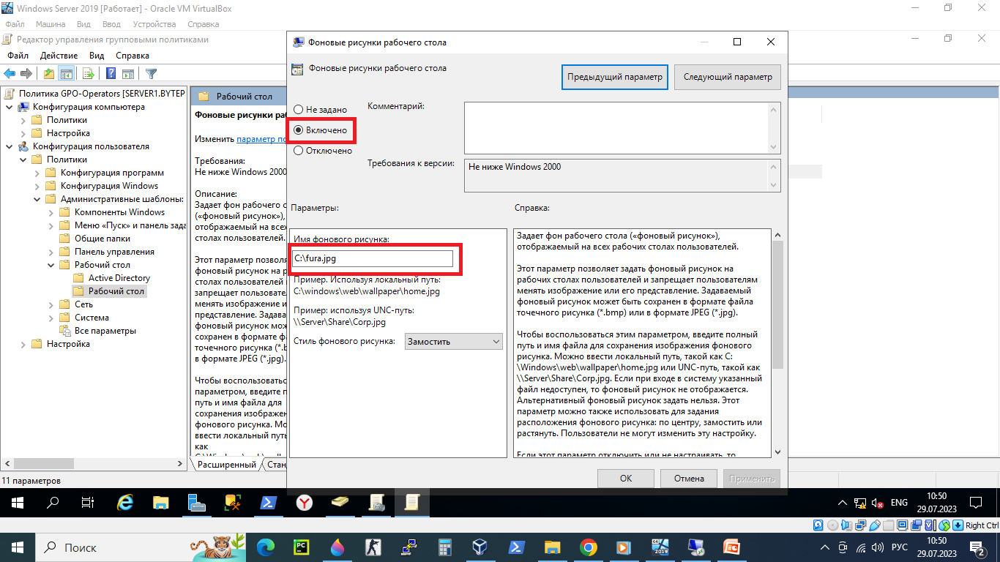 Windows Server 2019 [Работает] - Oracle VM VirtualBox
Файл Машина Вид Ввод Устройства Справка
Редактор управления групповыми политиками
Файл Действие Вид Справка
Политика GPO-Operators [SERVER1.BYTEP
Конфигурация компьютера
Политики
Настройка
Конфигурация пользователя
Политики
Конфигурация программ
Конфигурация Windows
Административные шаблоны:
Компоненты Windows
Меню «Пуск» и панель зада
Общие папки
Панель управления
Рабочий стол
Active Directory
Рабочий стол
Сеть
Система
Все параметры
Настройка
11 параметров
Рабочий стол
Фоновые рисунки раб
Изменить параметр по
Требования:
Не ниже Windows 2000
Описание:
Задает фон рабочего с
(«фоновый рисунок»),
отображаемый на всех
столах пользователей.
Этот параметр позволя
фоновый рисунок на р
столах пользователей и
запрещает пользовател
менять изображение и
представление. Задава
фоновый рисунок мож
сохранен в формате ф
точечного рисунка (*.b
в формате JPEG (*.jpg).
Чтобы воспользоватьс
параметром, введите п
путь и имя файла для
сохранения изображен
фонового рисунка. Мо
ввести локальный путь
как
Расширенный Стан
Фоновые рисунки рабочего стола
Фоновые рисунки рабочего стола
Предыдущий параметр Следующий параметр
Не задано
Включено
Отключено
Комментарий:
Требования к версии:
Не ниже Windows 2000
Параметры:
Справка:
Имя фонового рисунка:
C:\fura.jpg
Пример. Используя локальный путь:
C:\windows\web\wallpaper\home.jpg
Пример: используя UNC-путь:
\\Server\Share\Corp.jpg
Стиль фонового рисунка: Замостить
Задает фон рабочего стола («фоновый рисунок»),
отображаемый на всех рабочих столах пользователей.
Этот параметр позволяет задать фоновый рисунок на
рабочих столах пользователей и запрещает пользователям
менять изображение или его представление. Задаваемый
фоновый рисунок может быть сохранен в формате файла
точечного рисунка (*.bmp) или в формате JPEG (*.jpg).
Чтобы воспользоваться этим параметром, введите полный
путь и имя файла для сохранения изображения фонового
рисунка. Можно ввести локальный путь, такой как C:
\Windows\web\wallpaper\home.jpg или UNC-путь, такой как
\\Server\Share\Corp.jpg. Если при входе в систему указанный
файл недоступен, то фоновый рисунок не отображается.
Альтернативный фоновый рисунок задать нельзя. Этот
параметр можно также использовать для задания
расположения фонового рисунка: по центру, замостить или
растянуть. Пользователи не могут изменить эту настройку.
Если этот параметр отключить или не настраивать, то
ОК Отмена Применить
ENG
10:50
29.07.2023
Right Ctrl
Поиск
РУС
10:50
29.07.2023
2